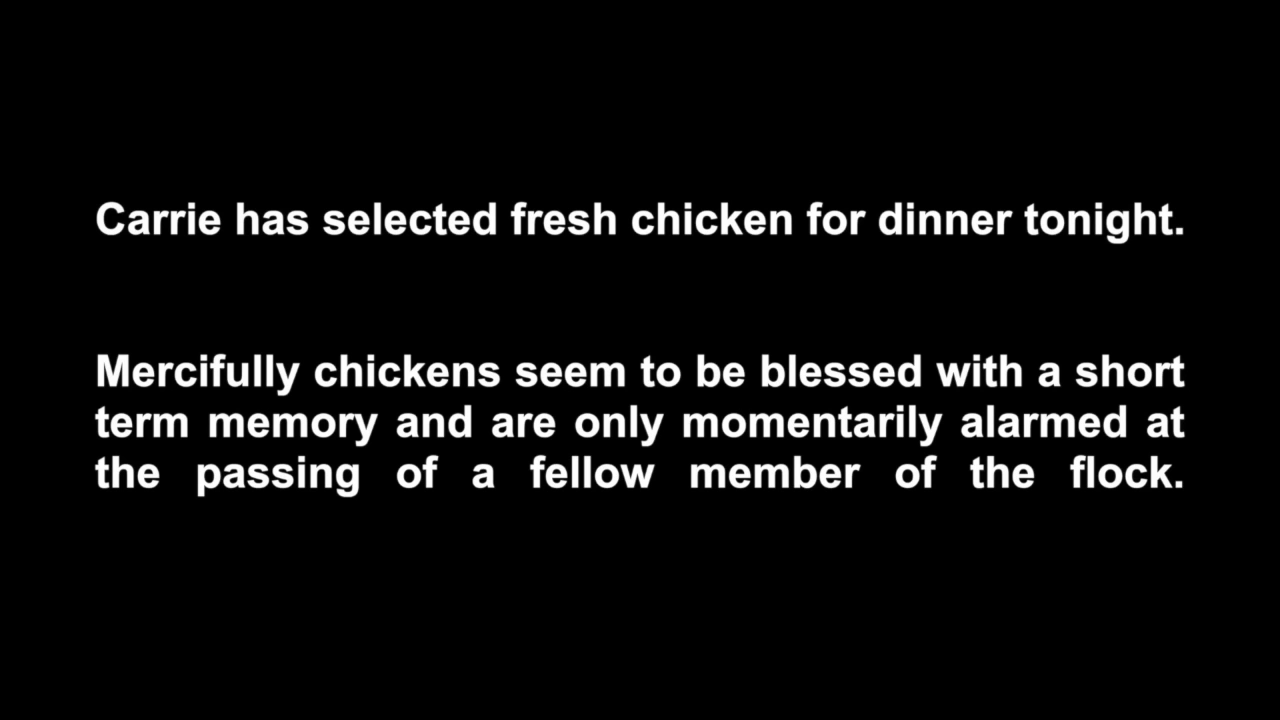 Carrie has selected fresh chicken for dinner tonight.
Mercifully chickens seem to be blessed with a short
term memory and are only momentarily alarmed at
the passing of a fellow member of the flock.